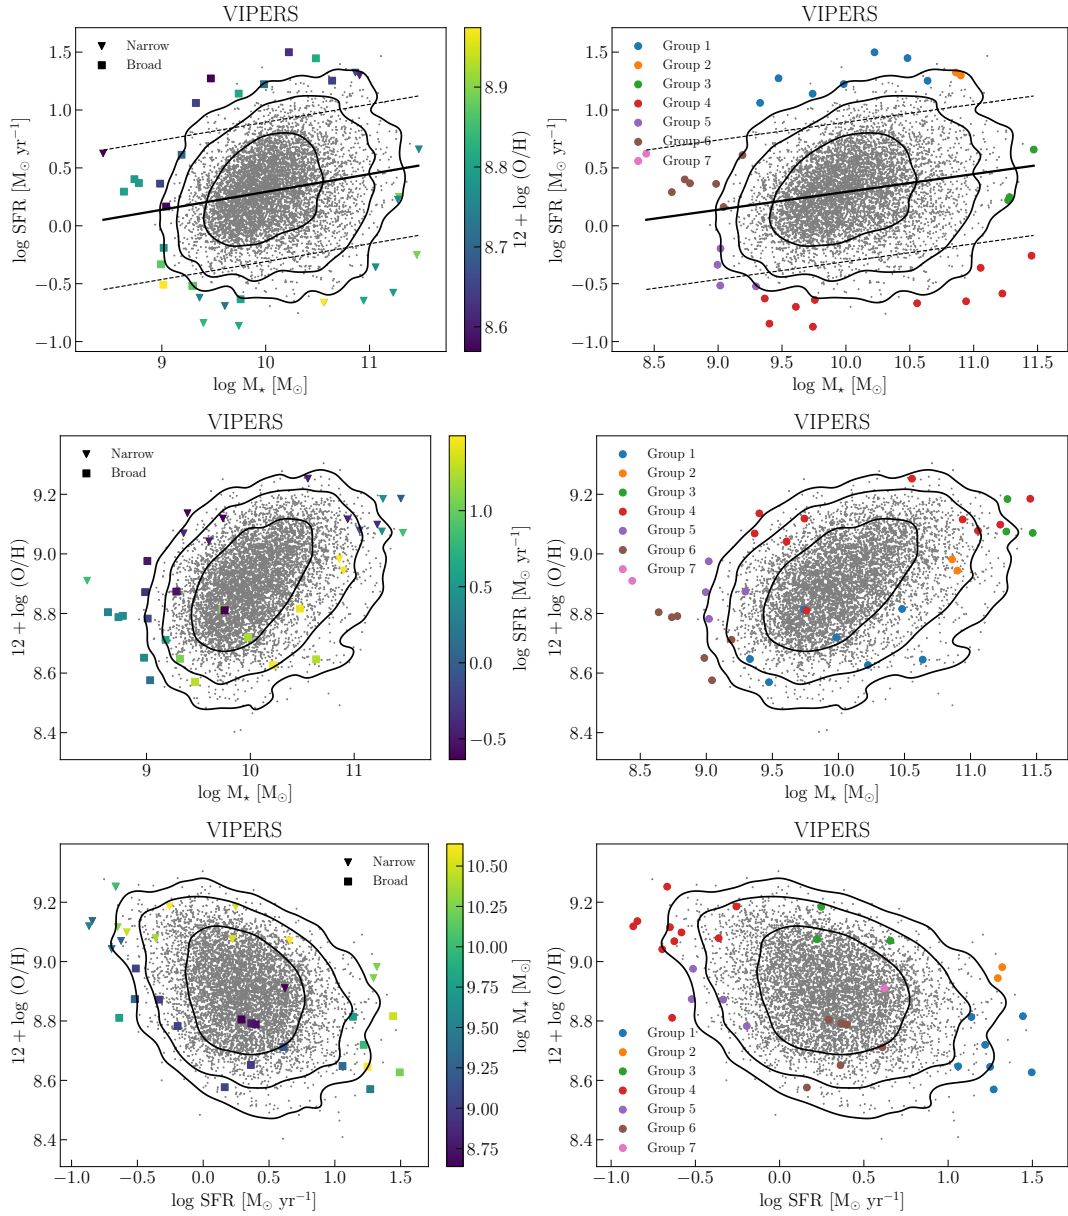 VIPERS
Narrow
Broad
1.5
1.0
0.5
0.0
−0.5
−1.0
log SFR [M⊙ yr⁻¹]
9
10
11
log M⋆ [M⊙]
8.9
8.8
8.7
8.6
12 + log (O/H)
VIPERS
Group 1
Group 2
Group 3
Group 4
Group 5
Group 6
Group 7
1.5
1.0
0.5
0.0
−0.5
−1.0
log SFR [M⊙ yr⁻¹]
8.5
9.0
9.5
10.0
10.5
11.0
11.5
log M⋆ [M⊙]
VIPERS
Narrow
Broad
9.2
9.0
8.8
8.6
8.4
12 + log (O/H)
9
10
11
log M⋆ [M⊙]
1.0
0.5
0.0
−0.5
log SFR [M⊙ yr⁻¹]
VIPERS
Group 1
Group 2
Group 3
Group 4
Group 5
Group 6
Group 7
9.2
9.0
8.8
8.6
8.4
12 + log (O/H)
8.5
9.0
9.5
10.0
10.5
11.0
11.5
log M⋆ [M⊙]
VIPERS
Narrow
Broad
9.2
9.0
8.8
8.6
8.4
12 + log (O/H)
−1.0
−0.5
0.0
0.5
1.0
1.5
log SFR [M⊙ yr⁻¹]
10.50
10.25
10.00
9.75
9.50
9.25
9.00
8.75
log M⋆ [M⊙]
VIPERS
Group 1
Group 2
Group 3
Group 4
Group 5
Group 6
Group 7
9.2
9.0
8.8
8.6
8.4
12 + log (O/H)
−1.0
−0.5
0.0
0.5
1.0
1.5
log SFR [M⊙ yr⁻¹]